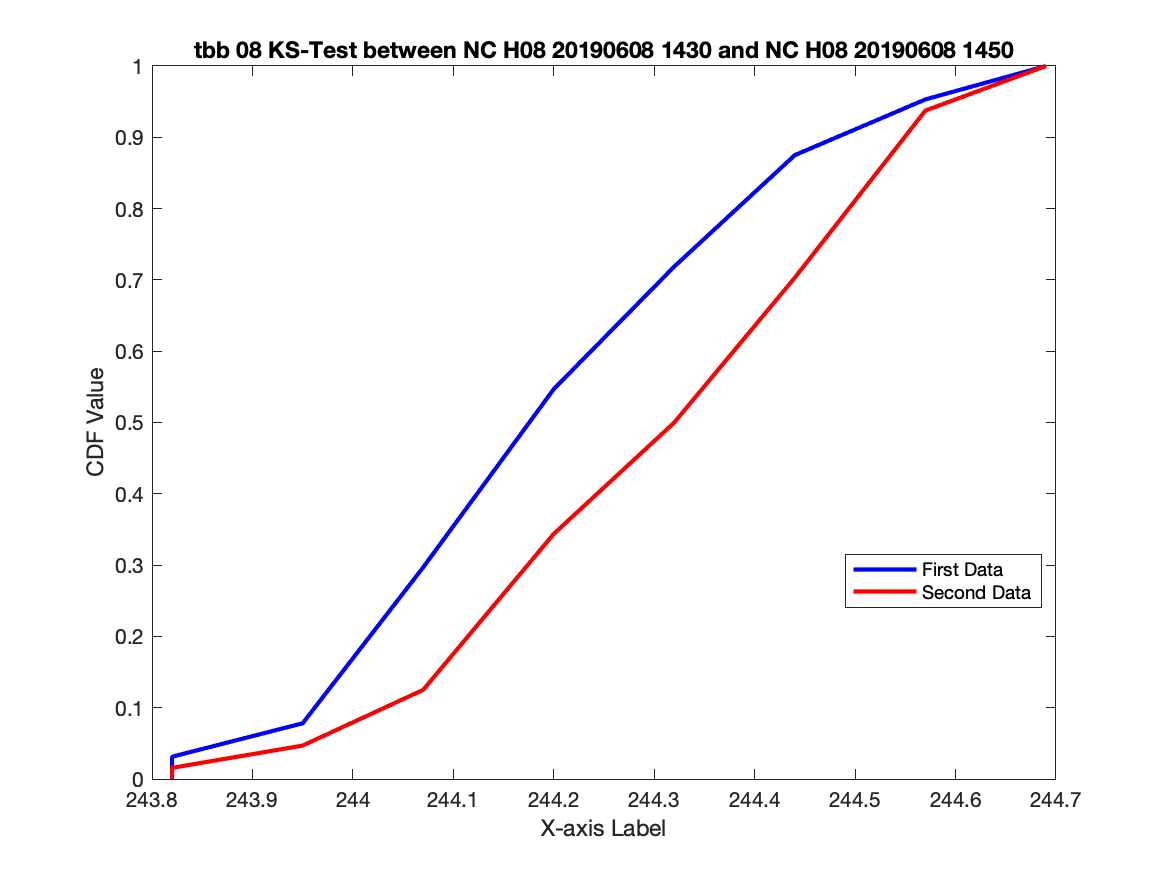 tbb 08 KS-Test between NC H08 20190608 1430 and NC H08 20190608 1450
1
0.9
0.8
0.7
0.6
0.5
0.4
0.3
0.2
0.1
0
CDF Value
First Data
Second Data
243.8 243.9 244 244.1 244.2 244.3 244.4 244.5 244.6 244.7
X-axis Label